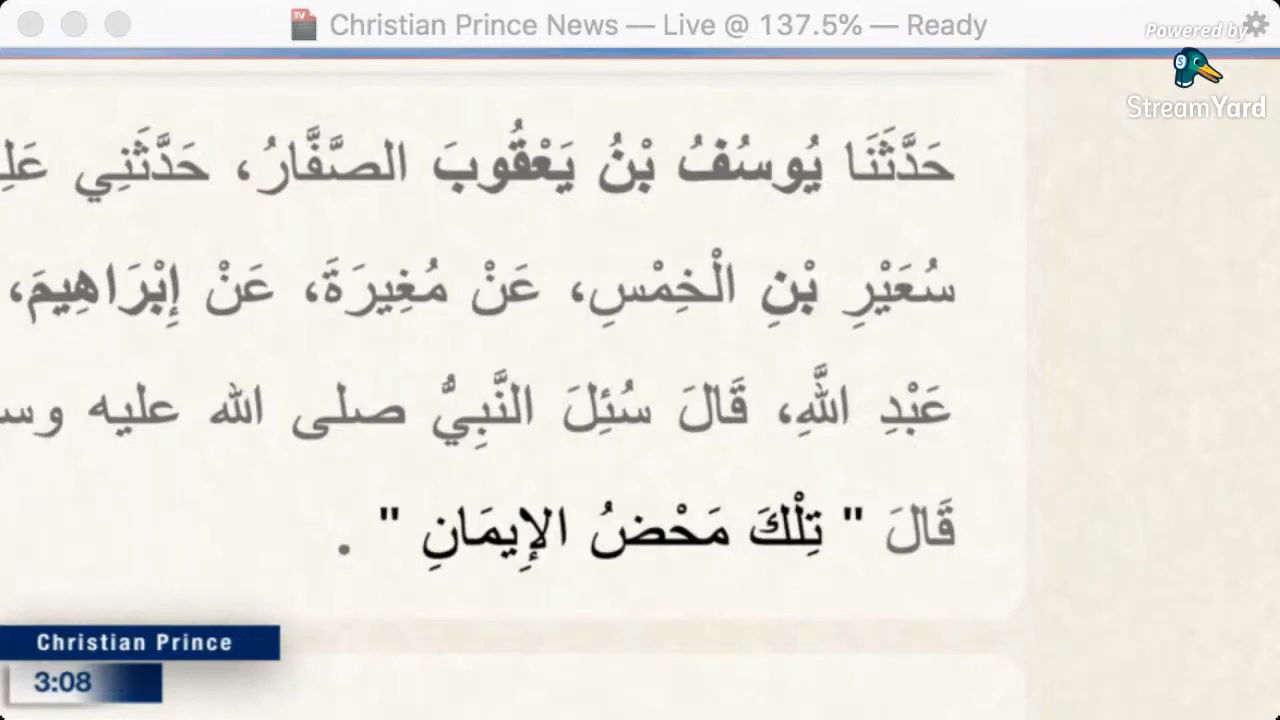 Christian Prince News — Live @ 137.5% — Ready
Powered by
StreamYard
حَدَّثَنَا يُوسُفُ بْنُ يَعْقُوبَ الصَّفَّارُ، حَدَّثَنِي
سُعَيْرِ بْنِ الْخِمْسِ، عَنْ مُغِيرَةَ، عَنْ إِبْرَاهِيمَ،
عَبْدِ اللَّهِ، قَالَ سُئِلَ النَّبِيُّ صلى الله عليه
قَالَ " تِلْكَ مَحْضُ الإِيمَانِ " .
Christian Prince
3:08